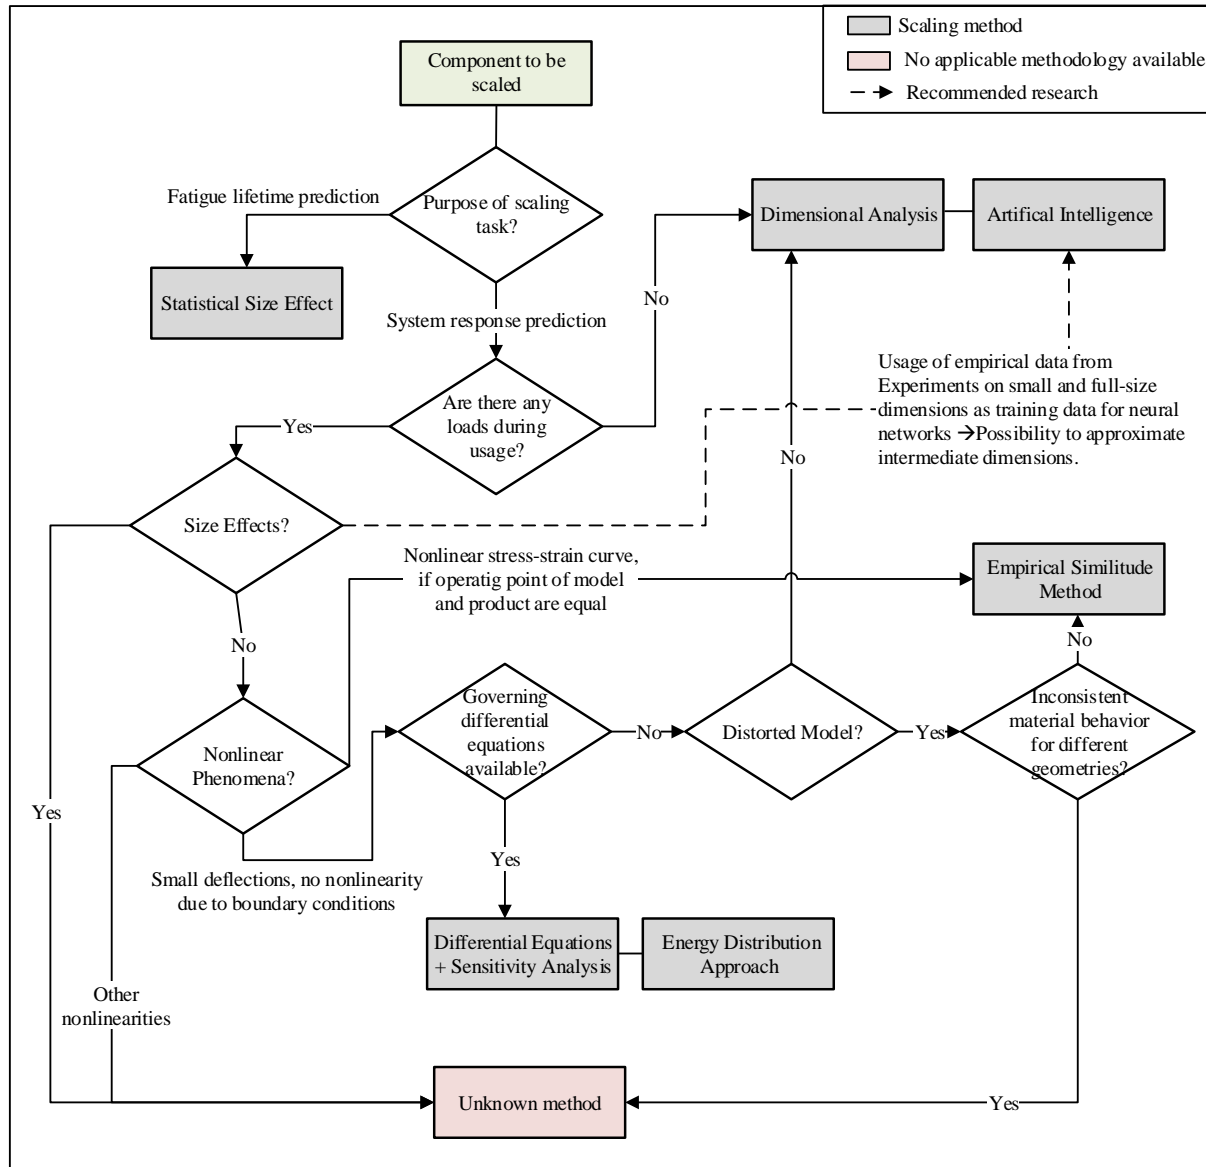 Scaling method
No applicable methodology available
Recommended research
Component to be
scaled
Fatigue lifetime prediction
Purpose of scaling
task?
Dimensional Analysis
Artifical Intelligence
Statistical Size Effect
No
System response prediction
Usage of empirical data from
Experiments on small and full-size
dimensions as training data for neural
networks →Possibility to approximate
intermediate dimensions.
Are there any
loads during
usage?
Yes
No
Size Effects?
Nonlinear stress-strain curve,
if operatig point of model
and product are equal
Empirical Similitude
Method
No
No
Governing
differential
equations
available?
No
Distorted Model?
Yes
Inconsistent
material behavior
for different
geometries?
Nonlinear
Phenomena?
Yes
Yes
Small deflections, no nonlinearity
due to boundary conditions
Differential Equations
+ Sensitivity Analysis
Energy Distribution
Approach
Other
nonlinearities
Unknown method
Yes